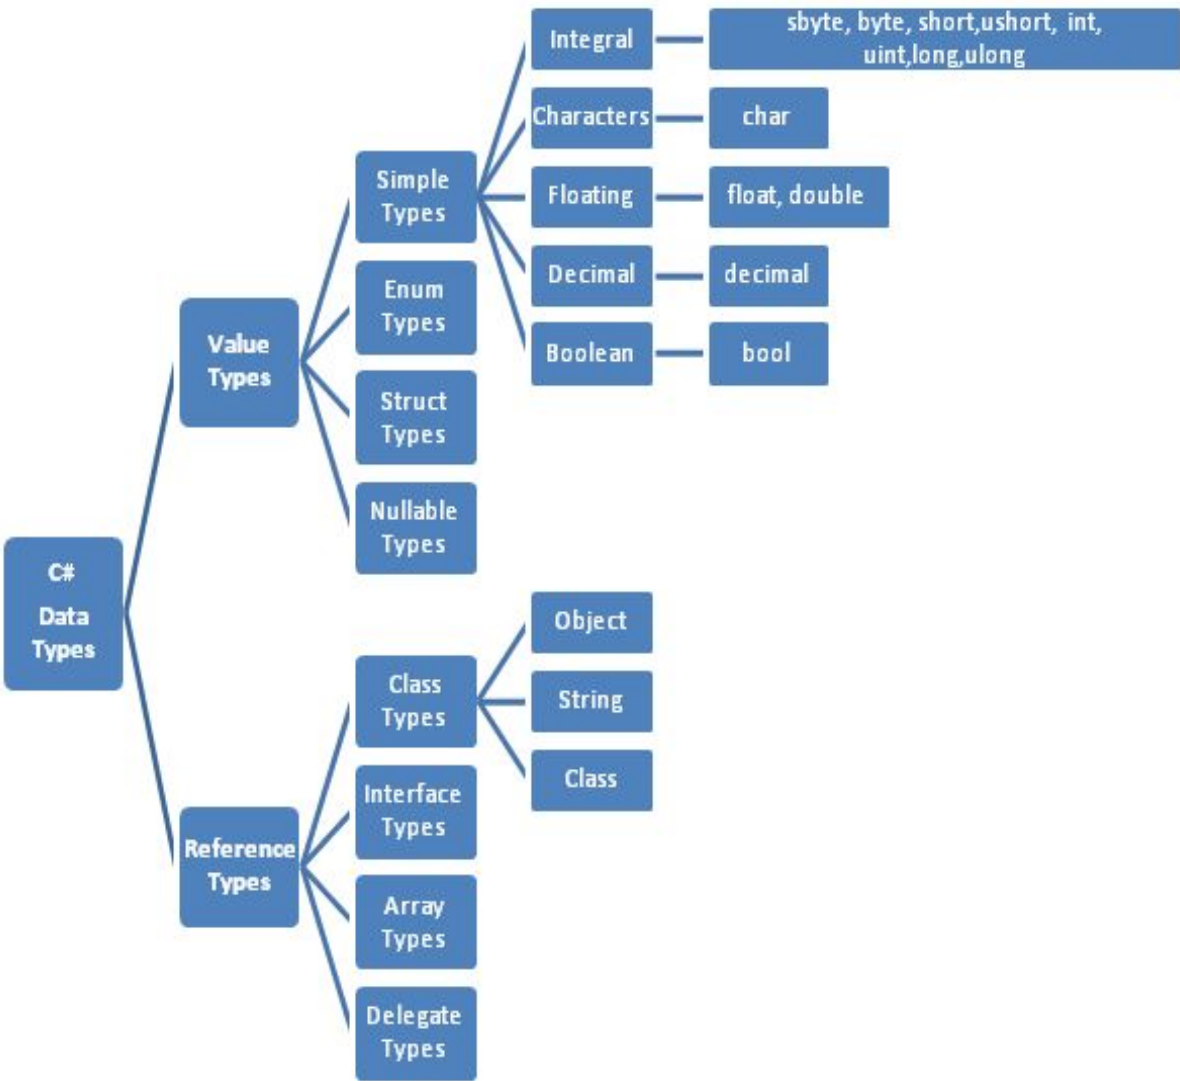 Integral
sbyte, byte, short,ushort, int,
uint,long,ulong
Characters
char
Simple
Types
Floating
float, double
Decimal
decimal
Enum
Types
Boolean
bool
Value
Types
Struct
Types
Nullable
Types
C#
Data
Types
Object
Class
Types
String
Class
Interface
Types
Reference
Types
Array
Types
Delegate
Types